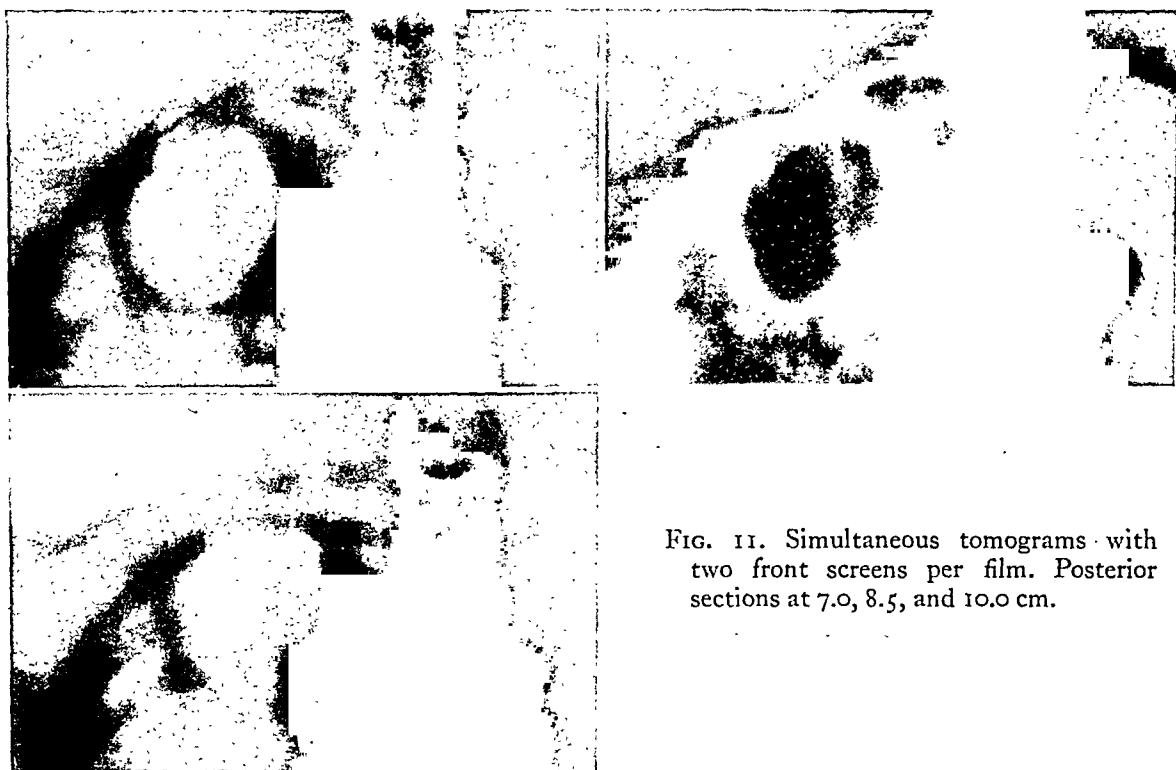 FIG. 11. Simultaneous tomograms with
two front screens per film. Posterior
sections at 7.0, 8.5, and 10.0 cm.